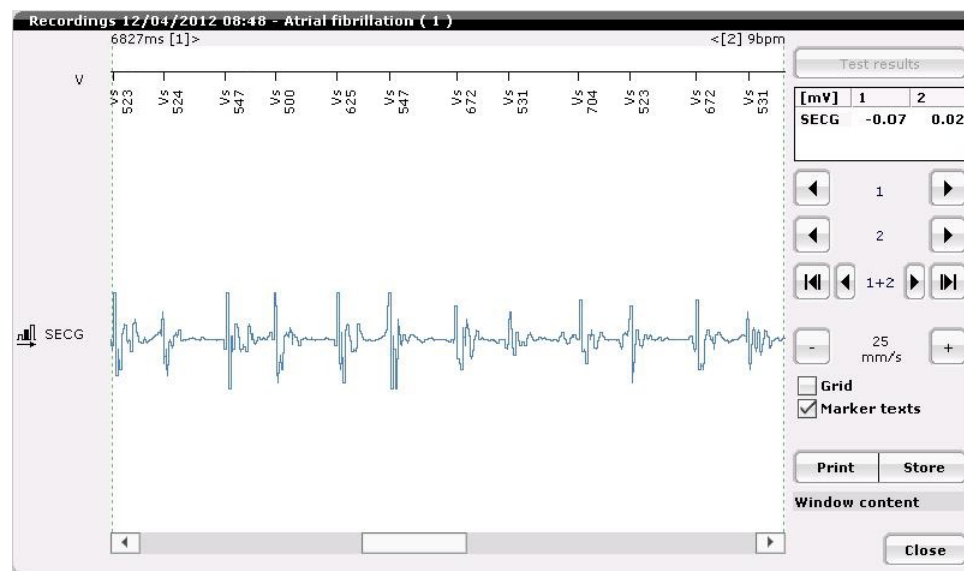 Recordings 12/04/2012 08:48 - Atrial fibrillation ( 1 )
6827ms [1]> <[2] 9bpm
V
Vs 523 Vs 524 Vs 547 Vs 500 Vs 625 Vs 547 Vs 672 Vs 531 Vs 704 Vs 523 Vs 672 Vs 531
SECG
Test results
[mV] 1 2
SECG -0.07 0.02
1
2
1+2
- 25 +
mm/s
Grid
Marker texts
Print Store
Window content
Close